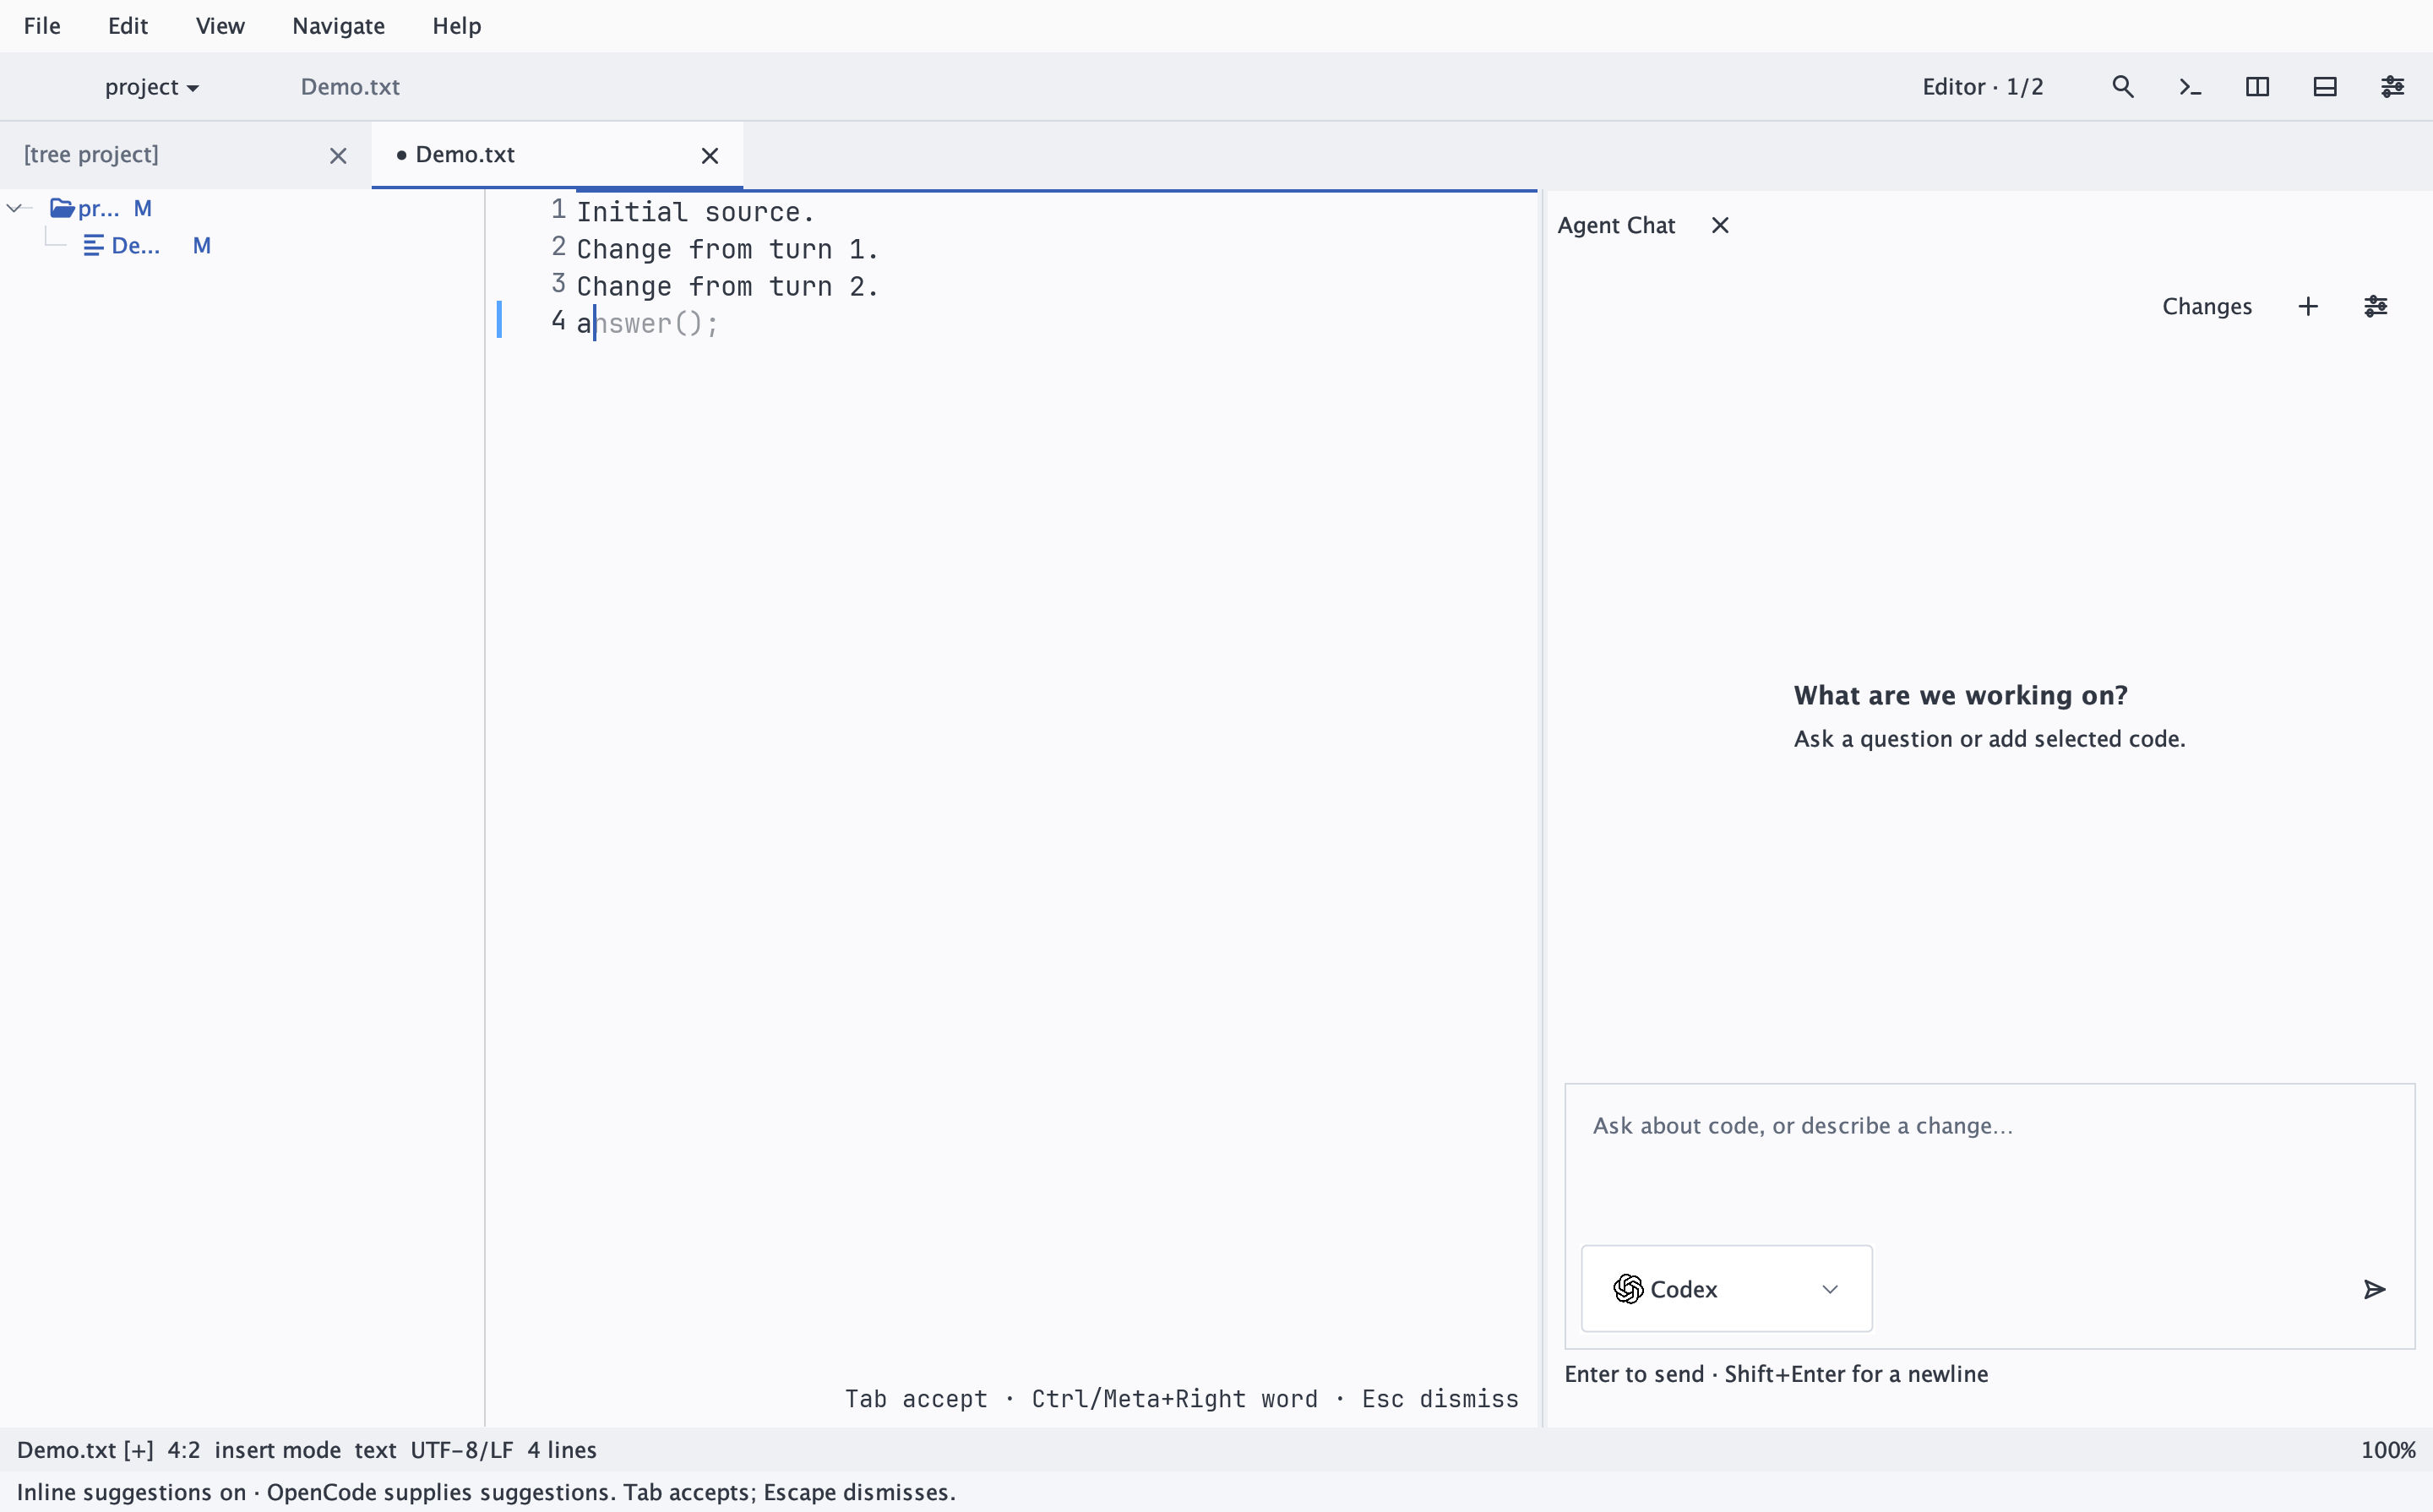 File Edit View Navigate Help
project Demo.txt Editor · 1/2
[tree project] • Demo.txt
pr... M
De... M
1 Initial source.
2 Change from turn 1.
3 Change from turn 2.
4 answer();
Tab accept · Ctrl/Meta+Right word · Esc dismiss
Agent Chat
Changes
What are we working on?
Ask a question or add selected code.
Ask about code, or describe a change...
Codex
Enter to send · Shift+Enter for a newline
Demo.txt [+] 4:2 insert mode text UTF-8/LF 4 lines 100%
Inline suggestions on · OpenCode supplies suggestions. Tab accepts; Escape dismisses.